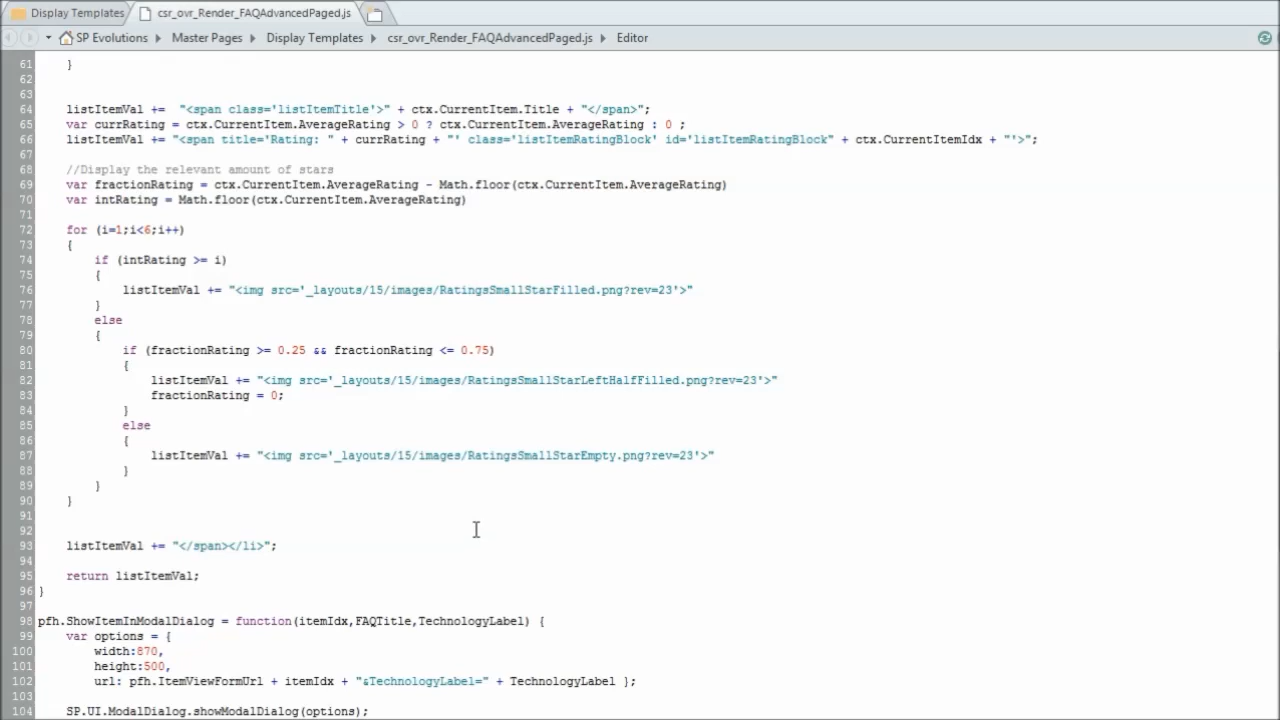 Display Templates
csr_ovr_Render_FAQAdvancedPaged.js
SP Evolutions Master Pages Display Templates csr_ovr_Render_FAQAdvancedPaged.js Editor
61 }
62
63
64 listItemVal += "<span class='listItemTitle'>" + ctx.CurrentItem.Title + "</span>";
65 var currRating = ctx.CurrentItem.AverageRating > 0 ? ctx.CurrentItem.AverageRating : 0 ;
66 listItemVal += "<span title='Rating: " + currRating + "' class='listItemRatingBlock' id='listItemRatingBlock" + ctx.CurrentItemIdx + "'>";
67
68 //Display the relevant amount of stars
69 var fractionRating = ctx.CurrentItem.AverageRating - Math.floor(ctx.CurrentItem.AverageRating)
70 var intRating = Math.floor(ctx.CurrentItem.AverageRating)
71
72 for (i=1;i<6;i++)
73 {
74 if (intRating >= i)
75 {
76 listItemVal += "<img src='_layouts/15/images/RatingsSmallStarFilled.png?rev=23'>"
77 }
78 else
79 {
80 if (fractionRating >= 0.25 && fractionRating <= 0.75)
81 {
82 listItemVal += "<img src='_layouts/15/images/RatingsSmallStarLeftHalfFilled.png?rev=23'>"
83 fractionRating = 0;
84 }
85 else
86 {
87 listItemVal += "<img src='_layouts/15/images/RatingsSmallStarEmpty.png?rev=23'>"
88 }
89 }
90 }
91
92
93 listItemVal += "</span></li>";
94
95 return listItemVal;
96 }
97
98 pfh.ShowItemInModalDialog = function(itemIdx,FAQTitle,TechnologyLabel) {
99 var options = {
100 width:870,
101 height:500,
102 url: pfh.ItemViewFormUrl + itemIdx + "&TechnologyLabel=" + TechnologyLabel };
103
104 SP.UI.ModalDialog.showModalDialog(options);